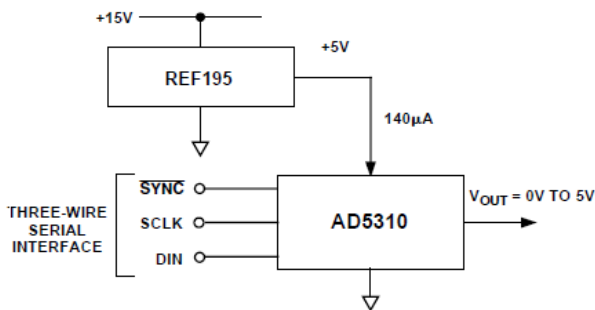 +15V
+5V
REF195
140µA
THREE-WIRE
SERIAL
INTERFACE
SYNC
SCLK
DIN
AD5310
VOUT = 0V TO 5V